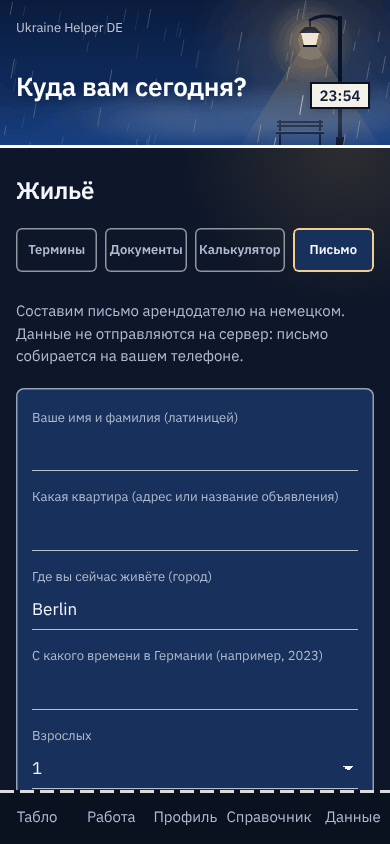 Ukraine Helper DE
Куда вам сегодня?
23:54
Жильё
Термины
Документы
Калькулятор
Письмо
Составим письмо арендодателю на немецком.
Данные не отправляются на сервер: письмо
собирается на вашем телефоне.
Ваше имя и фамилия (латиницей)
Какая квартира (адрес или название объявления)
Где вы сейчас живёте (город)
Berlin
С какого времени в Германии (например, 2023)
Взрослых
1
Табло
Работа
Профиль
Справочник
Данные